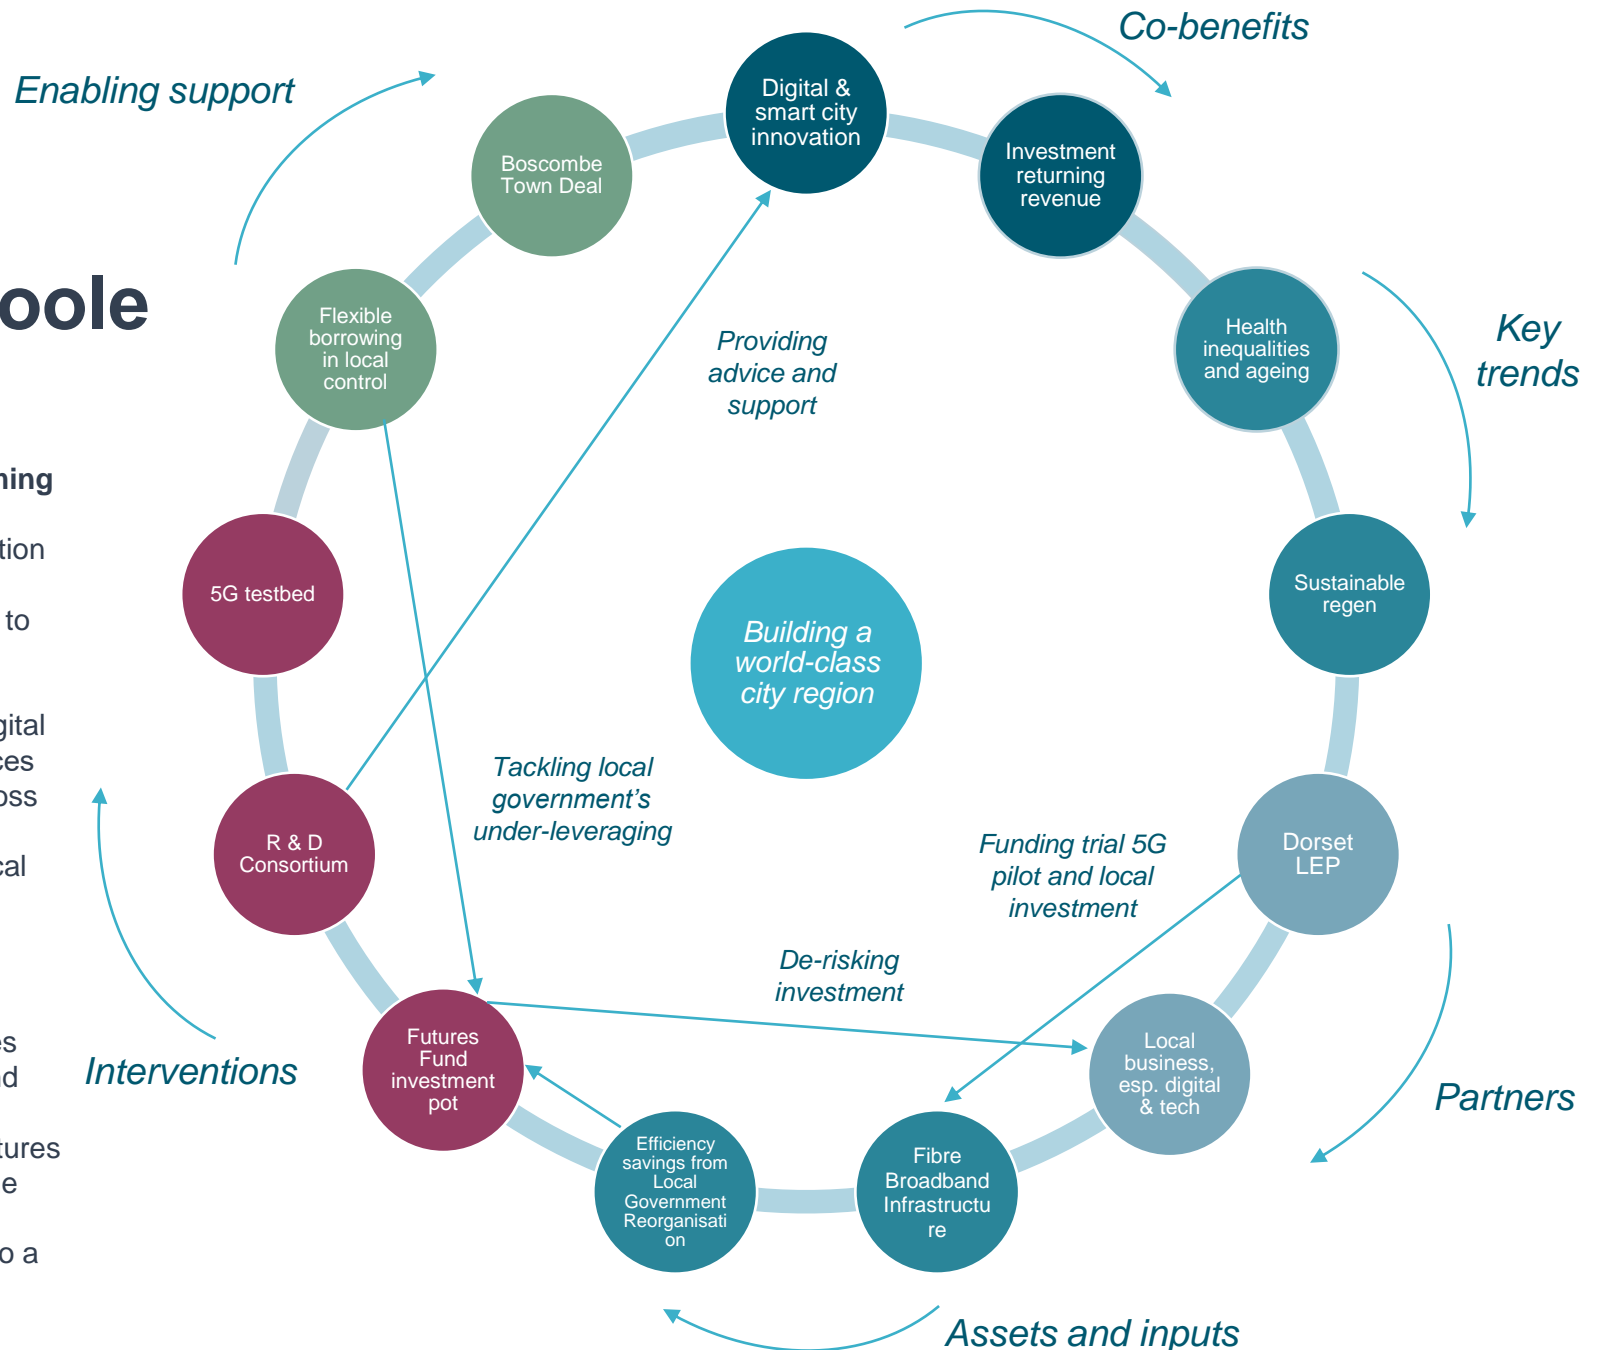 Co-benefits
Enabling support
Digital &
smart city
innovation
Boscombe
Town Deal
Investment
returning
revenue
oole
Flexible
borrowing
in local
control
Providing
advice and
support
Health
inequalities
and ageing
Key
trends
ning
tion
to
5G testbed
Sustainable
regen
Building a
world-class
city region
gital
ces
oss
cal
Tackling local
government's
under-leveraging
R & D
Consortium
Funding trial 5G
pilot and local
investment
Dorset
LEP
De-risking
investment
es
nd
tures
e
o a
Interventions
Futures
Fund
investment
pot
Local
business,
esp. digital
& tech
Partners
Efficiency
savings from
Local
Government
Reorganisati
on
Fibre
Broadband
Infrastructu
re
Assets and inputs